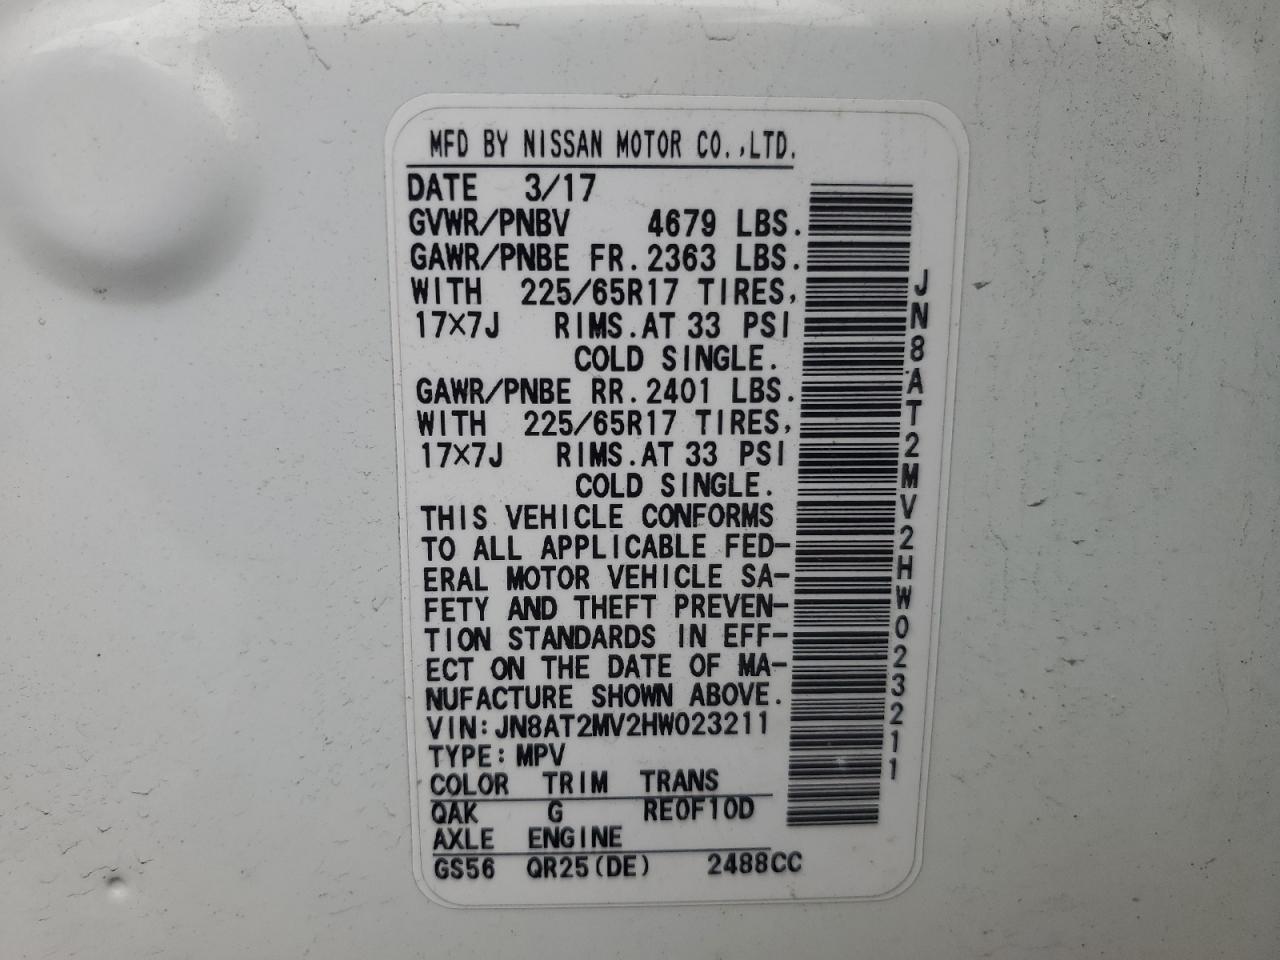 MFD BY NISSAN MOTOR CO.,LTD.
DATE 3/17
GVWR/PNBV 4679 LBS.
GAWR/PNBE FR.2363 LBS.
WITH 225/65R17 TIRES,
17×7J RIMS.AT 33 PSI
COLD SINGLE.
GAWR/PNBE RR.2401 LBS.
WITH 225/65R17 TIRES,
17×7J RIMS.AT 33 PSI
COLD SINGLE.
THIS VEHICLE CONFORMS
TO ALL APPLICABLE FED-
ERAL MOTOR VEHICLE SA-
FETY AND THEFT PREVEN-
TION STANDARDS IN EFF-
ECT ON THE DATE OF MA-
NUFACTURE SHOWN ABOVE.
VIN:JN8AT2MV2HW023211
TYPE:MPV
COLOR TRIM TRANS
QAK G RE0F10D
AXLE ENGINE
GS56 QR25(DE) 2488CC
JN8AT2MV2HW023211